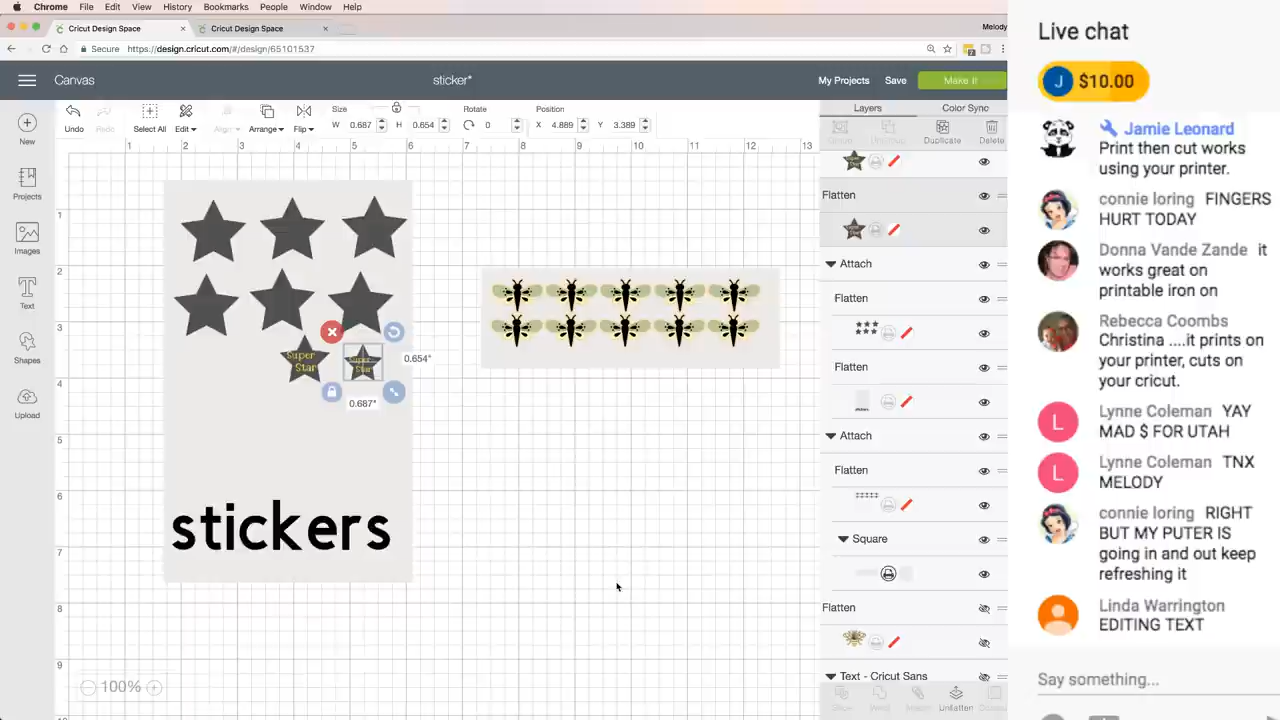 Chrome File Edit View History Bookmarks People Window Help
Cricut Design Space × Cricut Design Space × Melody
Secure https://design.cricut.com/#/design/65101537
Canvas sticker* My Projects Save Make It
New
Projects
Images
Text
Shapes
Upload
Undo Redo Select All Edit Align Arrange Flip
Size W 0.687 H 0.654
Rotate 0
Position X 4.889 Y 3.389
1 2 3 4 5 6 7 8 9 10 11 12 13
1
2
3
4
5
6
7
8
9
Super
Star
Super
Star
0.654"
0.687"
stickers
100%
Layers Color Sync
Duplicate Delete
Flatten
Attach
Flatten
Flatten
Attach
Flatten
Square
Flatten
Text - Cricut Sans
Unflatten
Live chat
J $10.00
Jamie Leonard
Print then cut works
using your printer.
connie loring FINGERS
HURT TODAY
Donna Vande Zande it
works great on
printable iron on
Rebecca Coombs
Christina ....it prints on
your printer, cuts on
your cricut.
L Lynne Coleman YAY
MAD $ FOR UTAH
L Lynne Coleman TNX
MELODY
connie loring RIGHT
BUT MY PUTER IS
going in and out keep
refreshing it
Linda Warrington
EDITING TEXT
Say something...